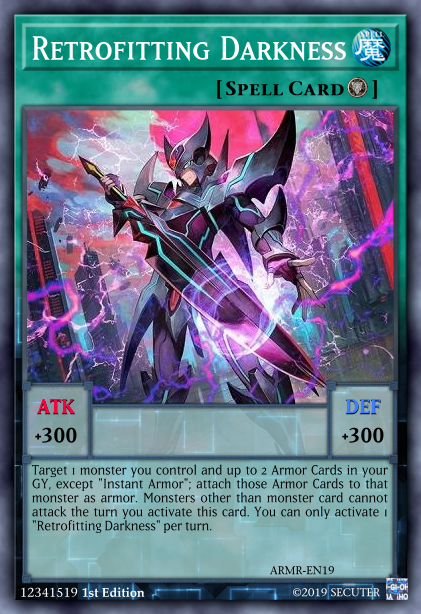 RETROFITTING DARKNESS
魔
[SPELL CARD]
ATK
+300
DEF
+300
Target 1 monster you control and up to 2 Armor Cards in your
GY, except "Instant Armor"; attach those Armor Cards to that
monster as armor. Monsters other than monster card cannot
attack the turn you activate this card. You can only activate 1
"Retrofitting Darkness" per turn.
ARMR-EN19
12341519 1st Edition
©2019 SECUTER